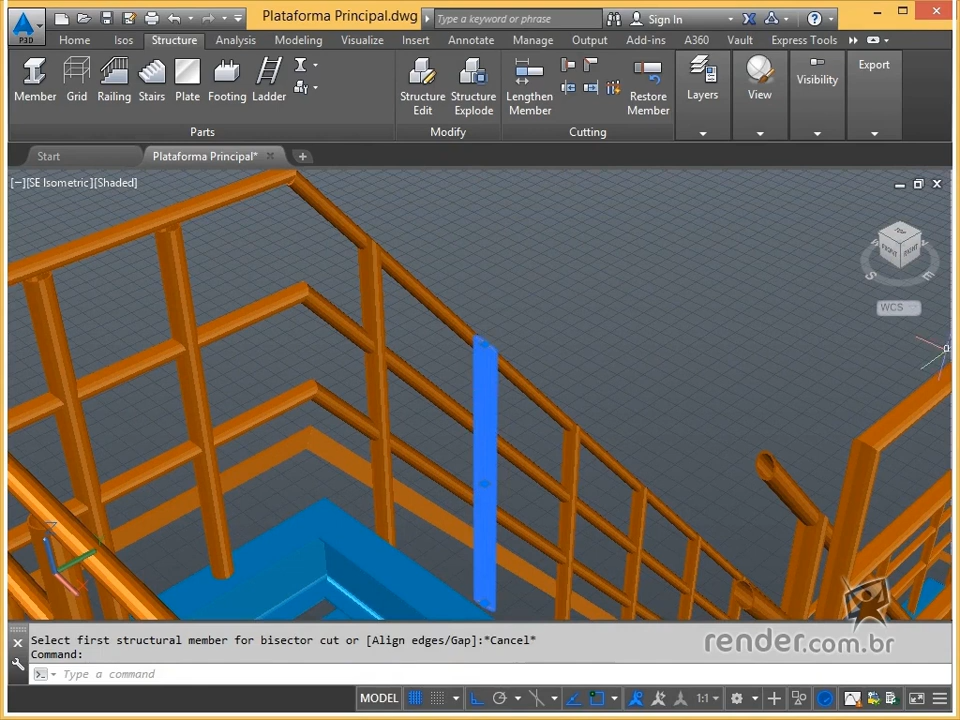 Plataforma Principal.dwg
Type a keyword or phrase
Sign In
P3D
Home Isos Structure Analysis Modeling Visualize Insert Annotate Manage Output Add-ins A360 Vault Express Tools
Member Grid Railing Stairs Plate Footing Ladder
Structure Edit
Structure Explode
Lengthen Member
Restore Member
Layers
View
Visibility
Export
Parts Modify Cutting
Start Plataforma Principal*
[−][SE Isometric][Shaded]
TOP
FRONT
RIGHT
S E
WCS
render.com.br
Select first structural member for bisector cut or [Align edges/Gap]:*Cancel*
Command:
Type a command
MODEL 1:1